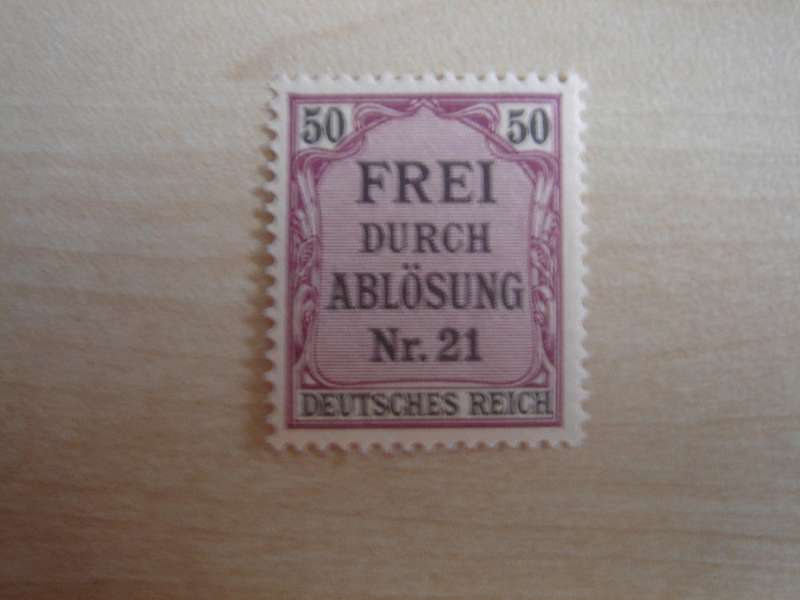 50 50
FREI
DURCH
ABLÖSUNG
Nr. 21
DEUTSCHES REICH